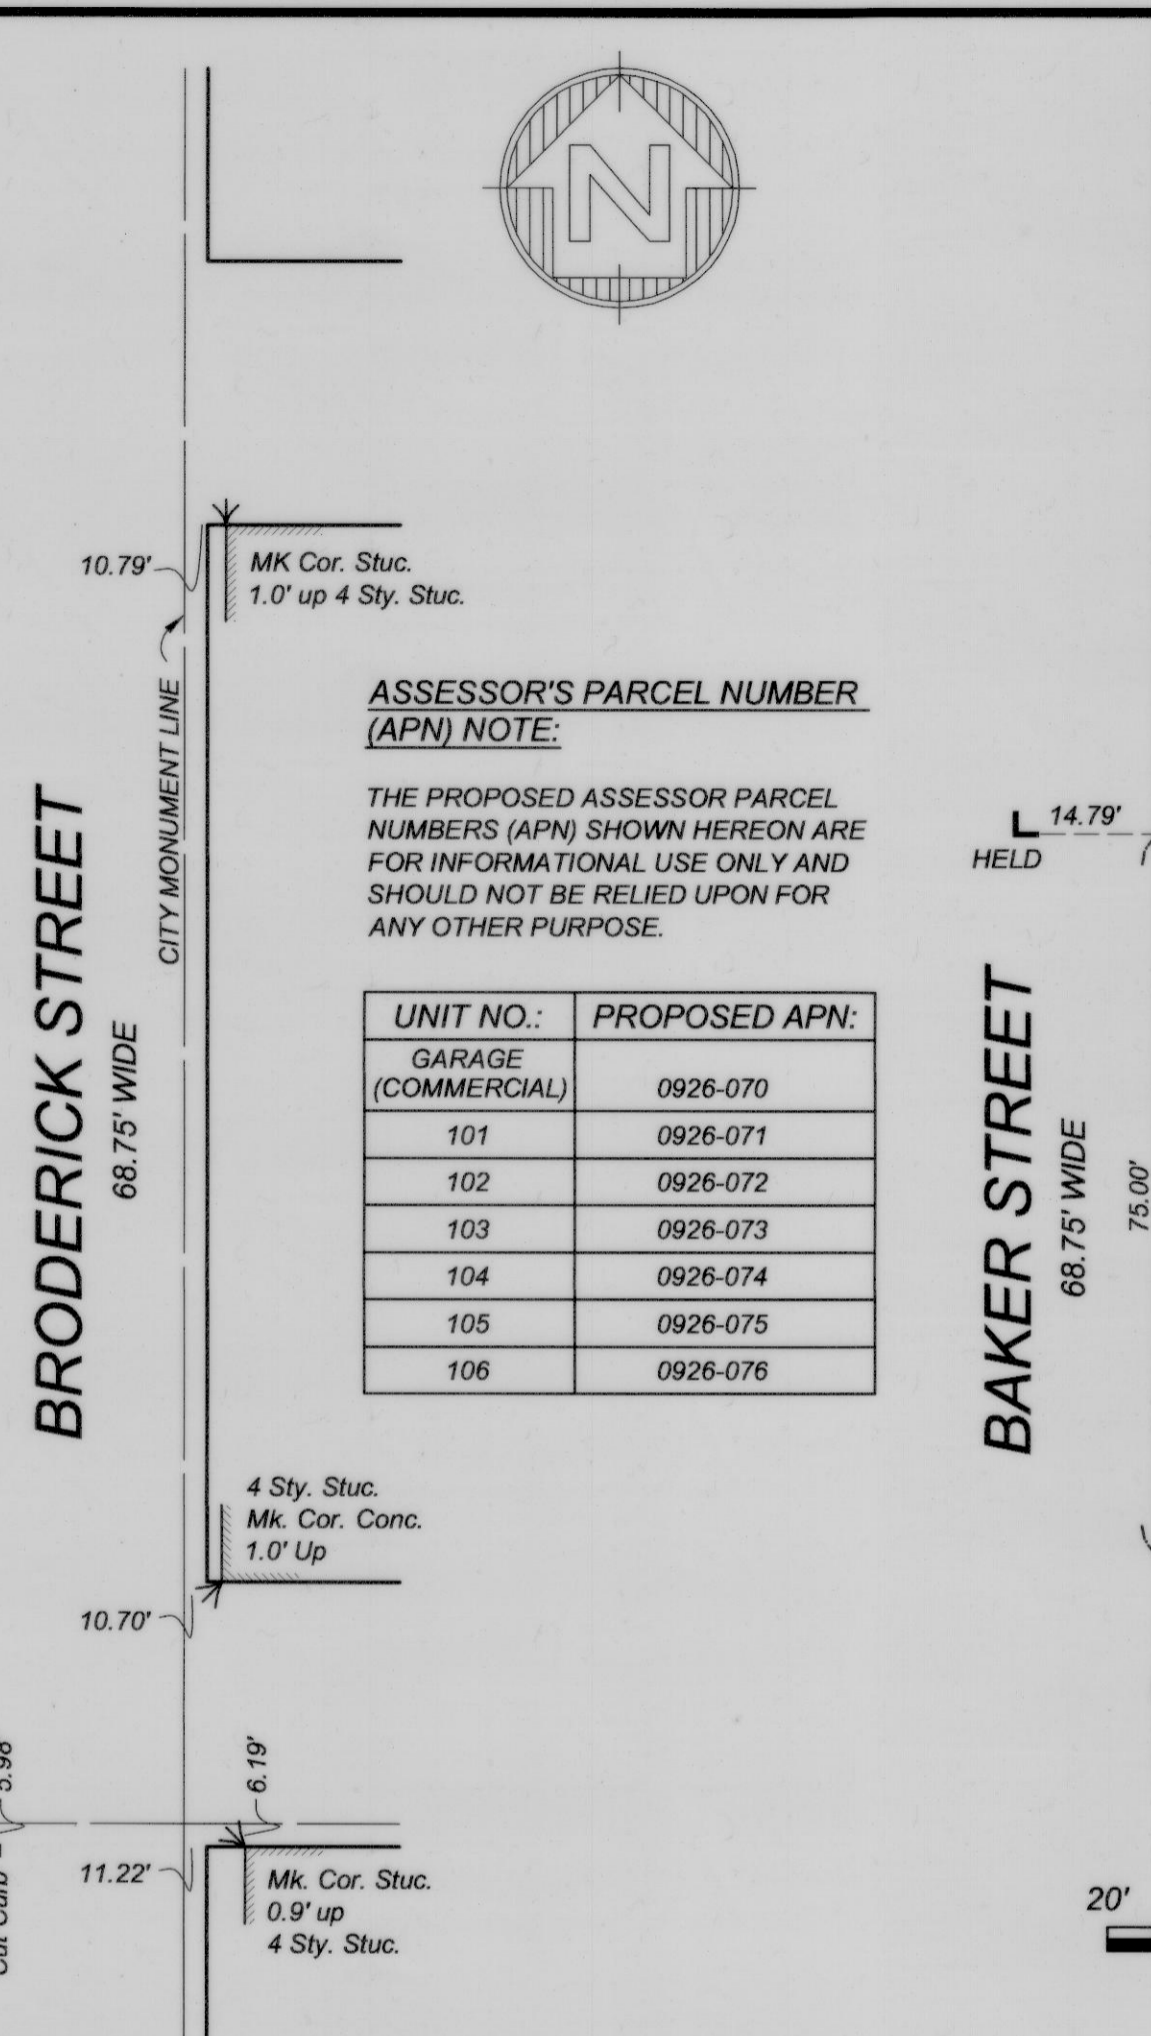 N
10.79'
MK Cor. Stuc.
1.0' up 4 Sty. Stuc.
CITY MONUMENT LINE
BRODERICK STREET
68.75' WIDE
ASSESSOR'S PARCEL NUMBER
(APN) NOTE:
THE PROPOSED ASSESSOR PARCEL
NUMBERS (APN) SHOWN HEREON ARE
FOR INFORMATIONAL USE ONLY AND
SHOULD NOT BE RELIED UPON FOR
ANY OTHER PURPOSE.
UNIT NO.: PROPOSED APN:
GARAGE
(COMMERCIAL) 0926-070
101 0926-071
102 0926-072
103 0926-073
104 0926-074
105 0926-075
106 0926-076
14.79'
HELD
BAKER STREET
68.75' WIDE
75.00'
4 Sty. Stuc.
Mk. Cor. Conc.
1.0' Up
10.70'
5.98'
6.19'
Cut Curb
11.22'
Mk. Cor. Stuc.
0.9' up
4 Sty. Stuc.
20'